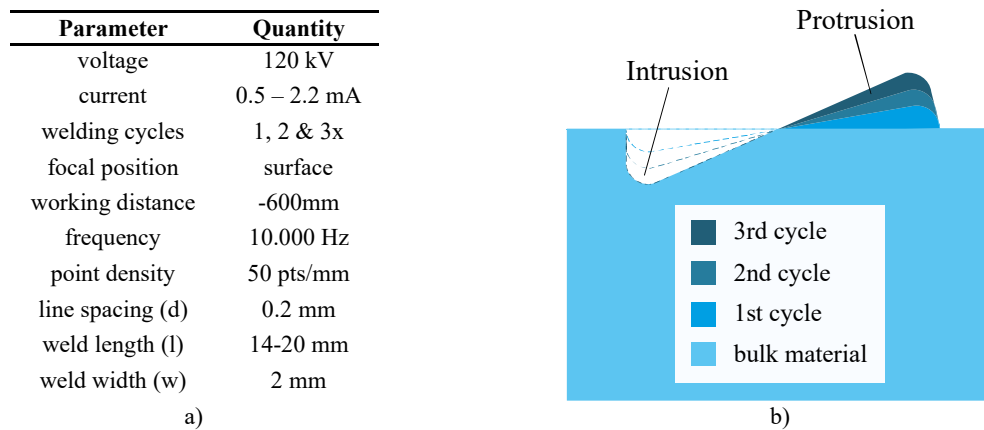 Parameter Quantity
voltage 120 kV
current 0.5 – 2.2 mA
welding cycles 1, 2 & 3x
focal position surface
working distance -600mm
frequency 10.000 Hz
point density 50 pts/mm
line spacing (d) 0.2 mm
weld length (l) 14-20 mm
weld width (w) 2 mm
a)
Protrusion
Intrusion
3rd cycle
2nd cycle
1st cycle
bulk material
b)